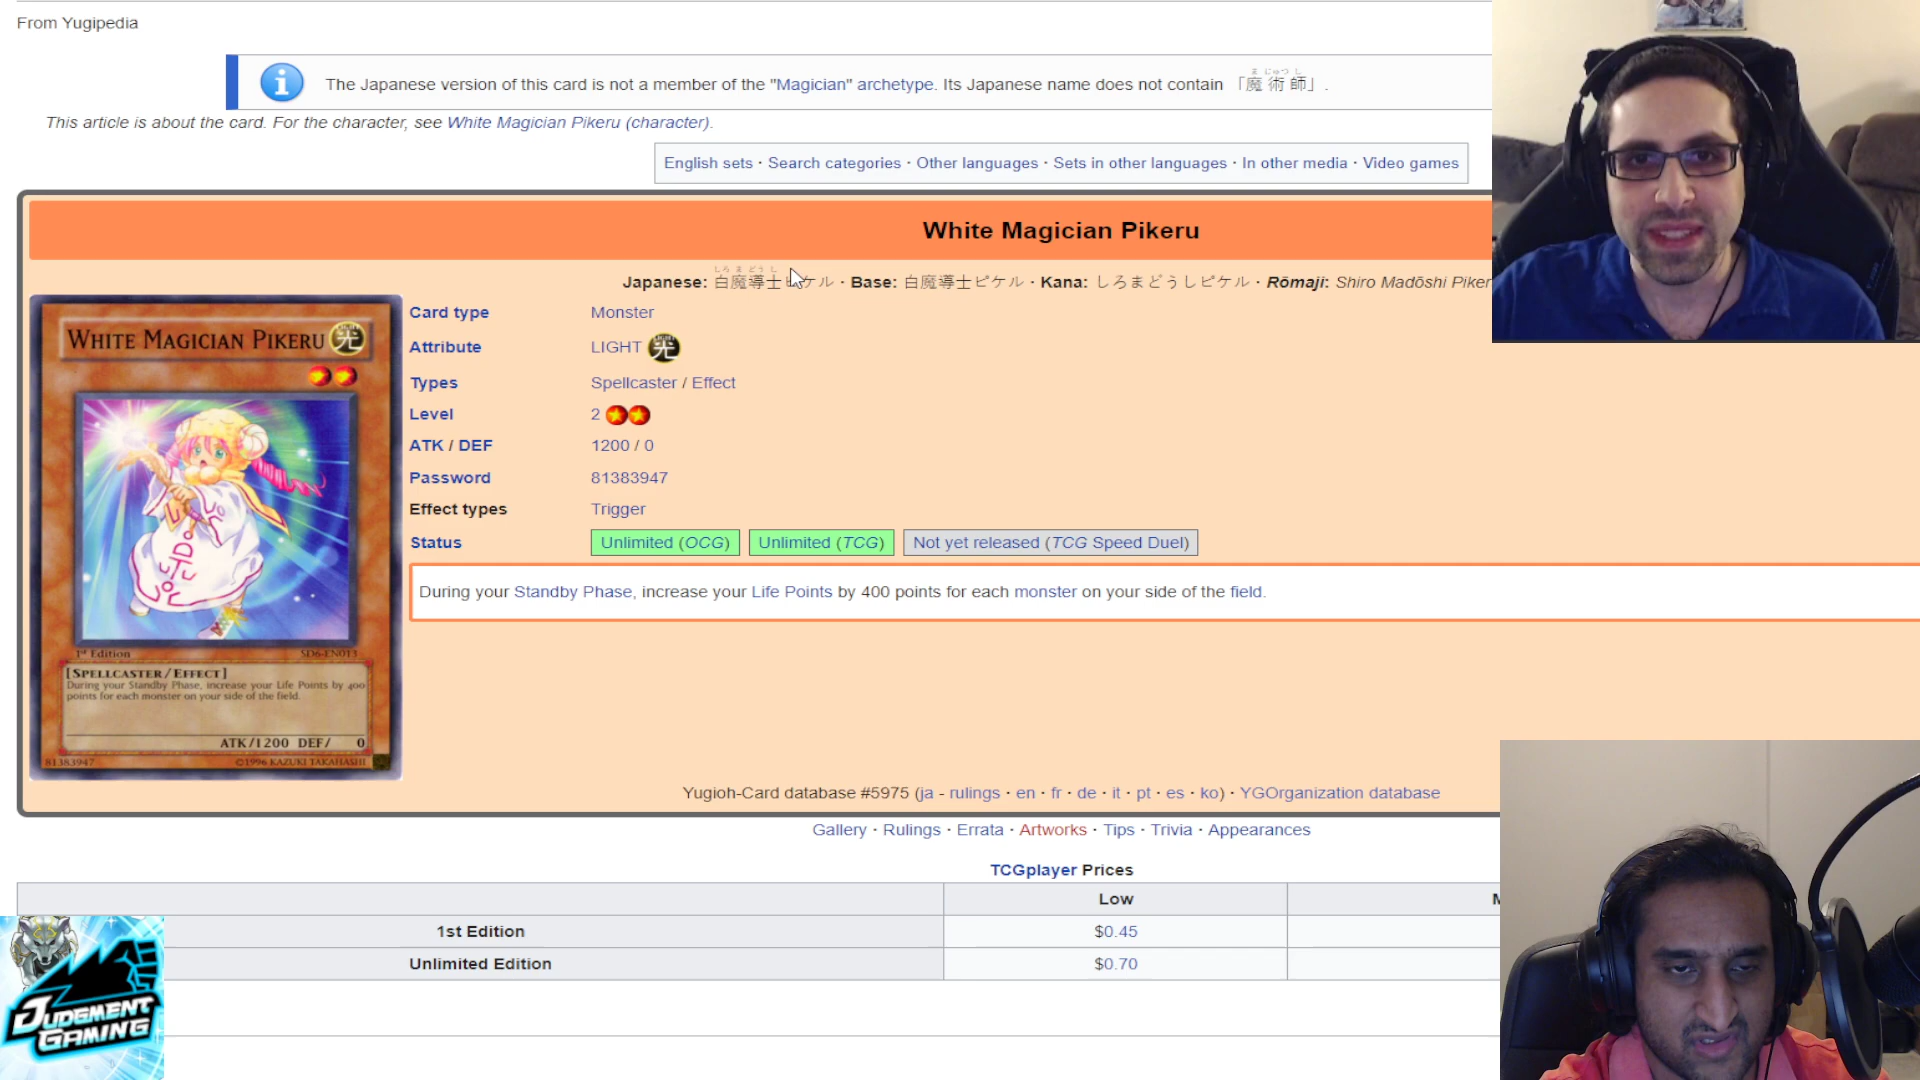 From Yugipedia
The Japanese version of this card is not a member of the "Magician" archetype. Its Japanese name does not contain 「魔術師」.
This article is about the card. For the character, see White Magician Pikeru (character).
English sets · Search categories · Other languages · Sets in other languages · In other media · Video games
White Magician Pikeru
Japanese: 白魔導士ピケル · Base: 白魔導士ピケル · Kana: しろまどうしピケル · Rōmaji: Shiro Madōshi Piker
WHITE MAGICIAN PIKERU 光
1st Edition SD6-EN013
[SPELLCASTER/EFFECT]
During your Standby Phase, increase your Life Points by 400
points for each monster on your side of the field.
ATK/1200 DEF/ 0
81383947 ©1996 KAZUKI TAKAHASHI
Card type Monster
Attribute LIGHT 光
Types Spellcaster / Effect
Level 2
ATK / DEF 1200 / 0
Password 81383947
Effect types Trigger
Status Unlimited (OCG) Unlimited (TCG) Not yet released (TCG Speed Duel)
During your Standby Phase, increase your Life Points by 400 points for each monster on your side of the field.
Yugioh-Card database #5975 (ja - rulings · en · fr · de · it · pt · es · ko) · YGOrganization database
Gallery · Rulings · Errata · Artworks · Tips · Trivia · Appearances
TCGplayer Prices
Low
1st Edition $0.45
Unlimited Edition $0.70
JUDGMENT
GAMING